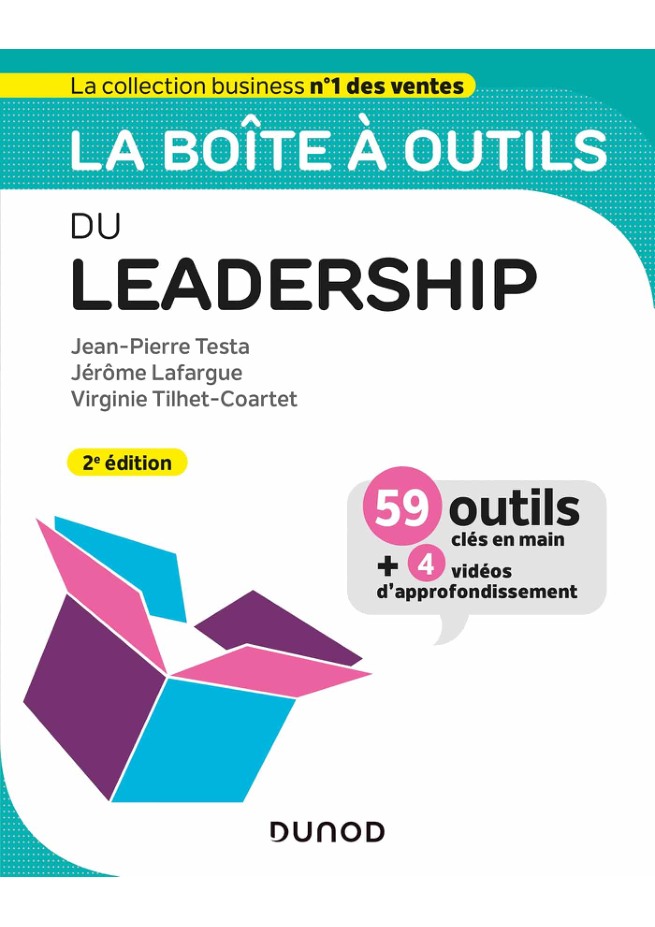 La collection business n°1 des ventes
LA BOÎTE À OUTILS
DU
LEADERSHIP
Jean-Pierre Testa
Jérôme Lafargue
Virginie Tilhet-Coartet
2e édition
59 outils
clés en main
+ 4 vidéos
d'approfondissement
DUNOD